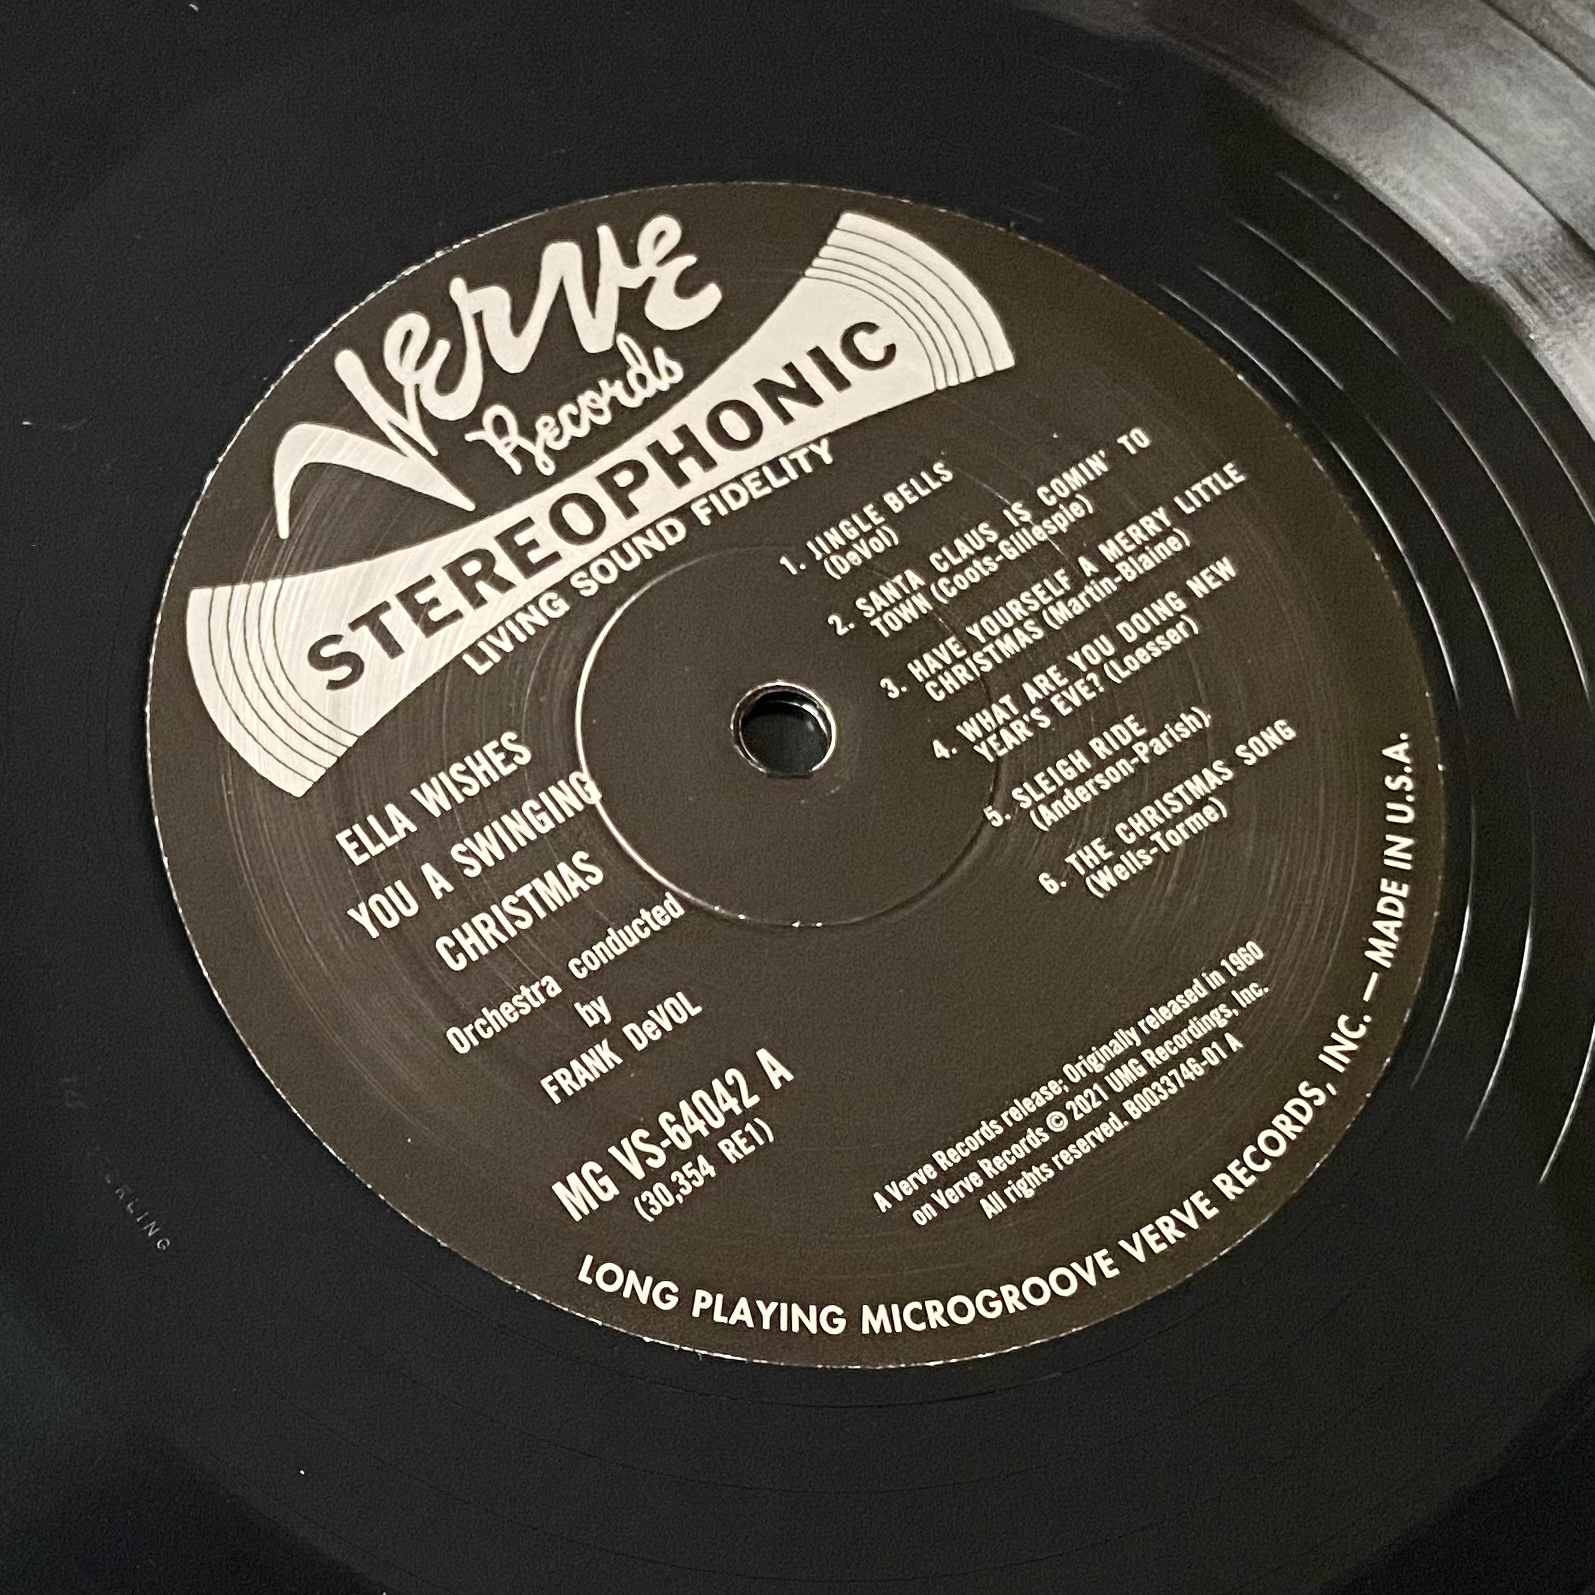 Verve
Records
STEREOPHONIC
LIVING SOUND FIDELITY
1. JINGLE BELLS
(DeVol)
2. SANTA CLAUS IS COMIN' TO
TOWN (Coots-Gillespie)
3. HAVE YOURSELF A MERRY LITTLE
CHRISTMAS (Martin-Blaine)
4. WHAT ARE YOU DOING NEW
YEAR'S EVE? (Loesser)
5. SLEIGH RIDE
(Anderson-Parish)
6. THE CHRISTMAS SONG
(Wells-Torme)
ELLA WISHES
YOU A SWINGING
CHRISTMAS
Orchestra conducted
by
FRANK DeVOL
MG VS-64042 A
(30,354 RE1)
A Verve Records release; Originally released in 1960
on Verve Records © 2021 UMG Recordings, Inc.
All rights reserved. B0033746-01 A
LONG PLAYING MICROGROOVE VERVE RECORDS, INC. — MADE IN U.S.A.